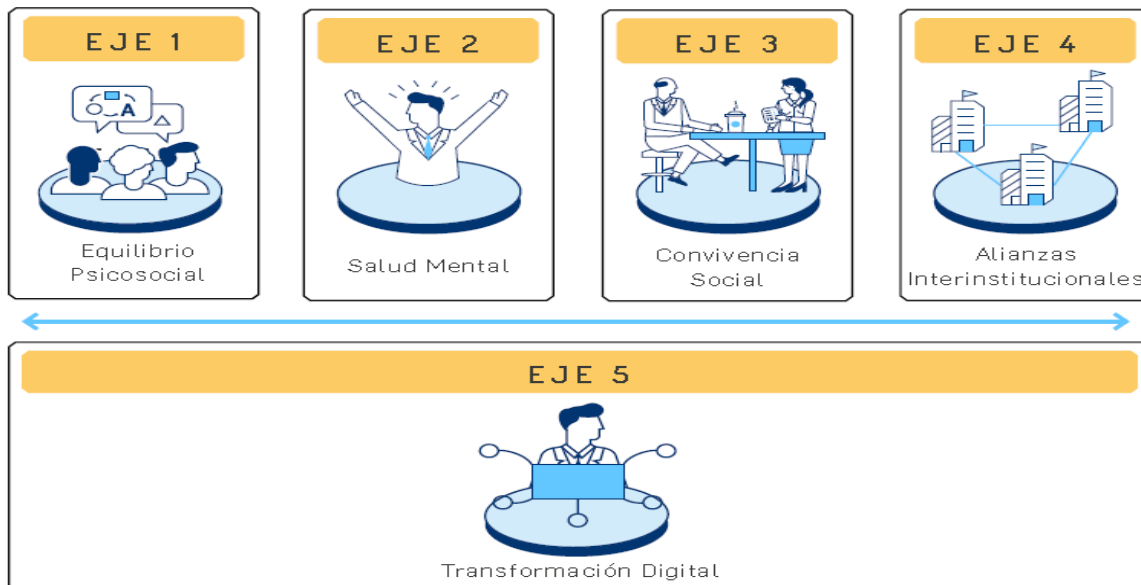 EJE 1
Equilibrio
Psicosocial
EJE 2
Salud Mental
EJE 3
Convivencia
Social
EJE 4
Alianzas
Interinstitucionales
EJE 5
Transformación Digital
A